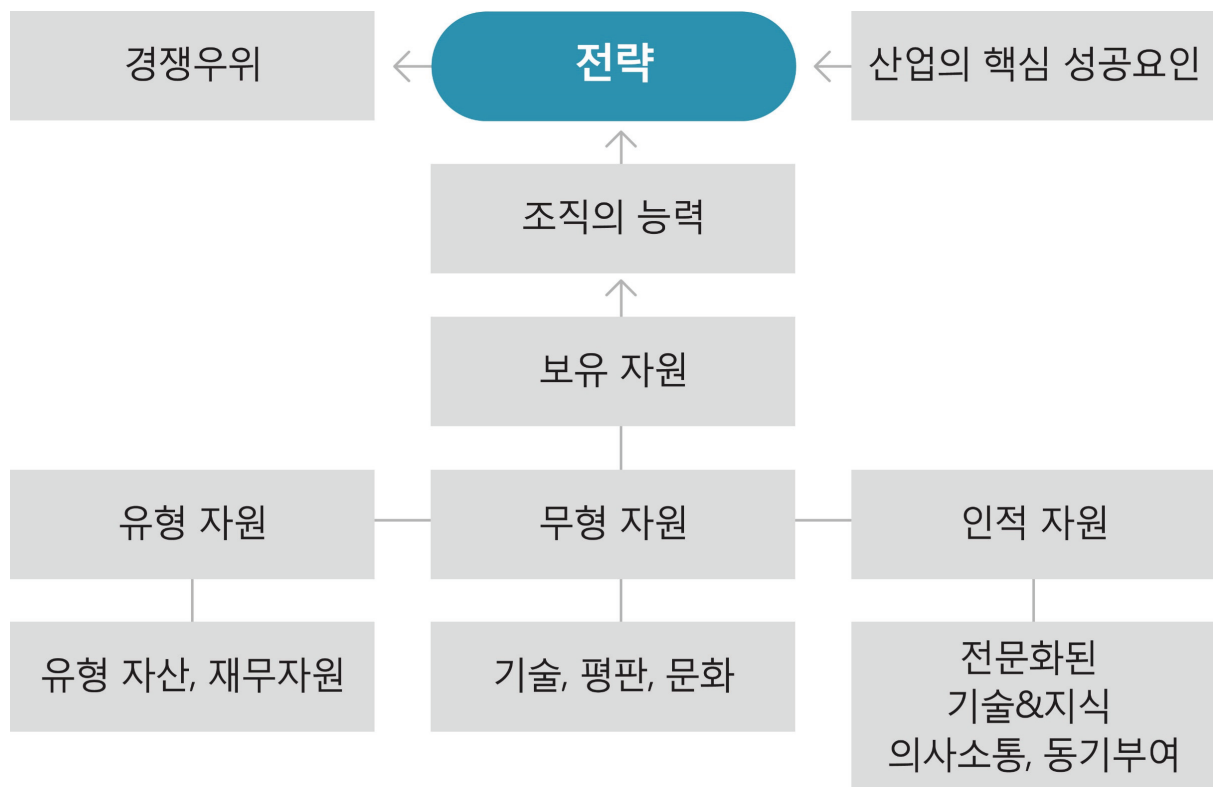 경쟁우위
전략
산업의 핵심 성공요인
조직의 능력
보유 자원
유형 자원
무형 자원
인적 자원
유형 자산, 재무자원
기술, 평판, 문화
전문화된
기술&지식
의사소통, 동기부여